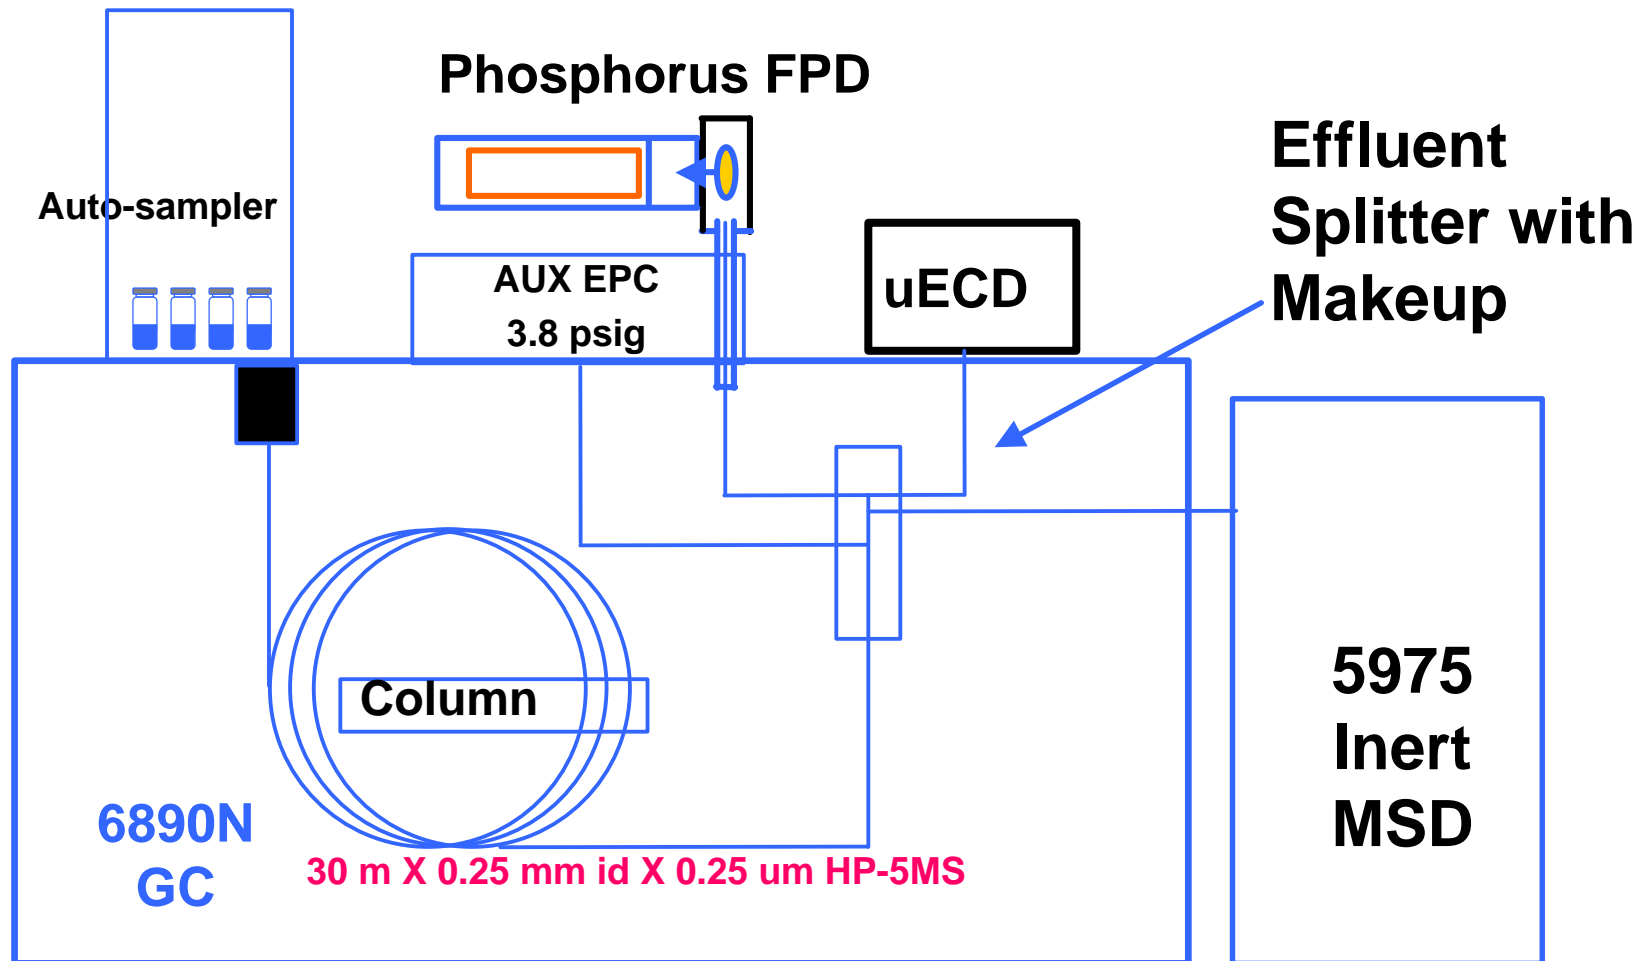 Phosphorus FPD
Effluent
Splitter with
Makeup
Auto-sampler
AUX EPC
3.8 psig
uECD
Column
5975
Inert
MSD
6890N
GC
30 m X 0.25 mm id X 0.25 um HP-5MS